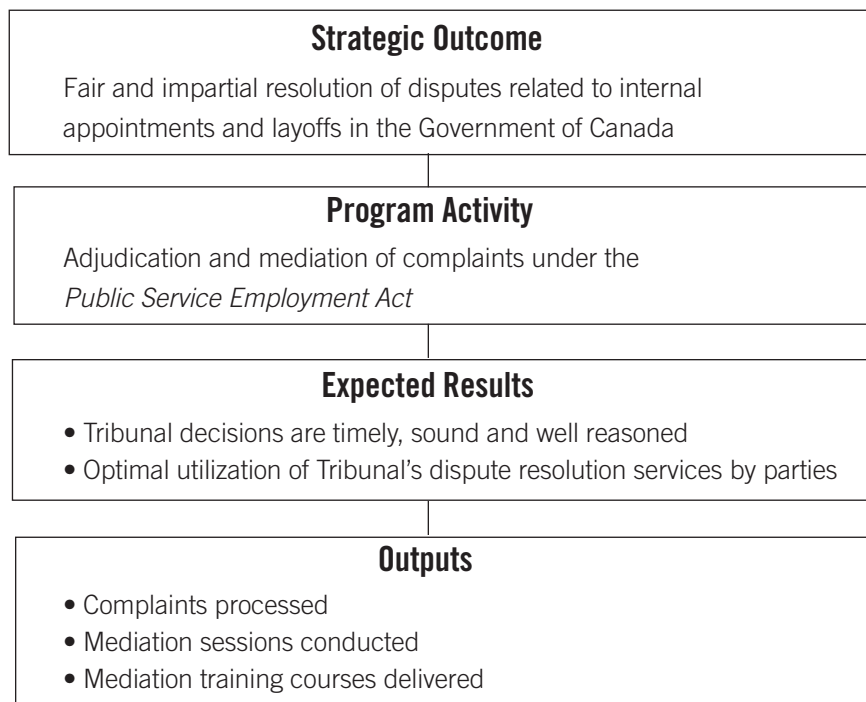 Strategic Outcome
Fair and impartial resolution of disputes related to internal
appointments and layoffs in the Government of Canada
Program Activity
Adjudication and mediation of complaints under the
Public Service Employment Act
Expected Results
• Tribunal decisions are timely, sound and well reasoned
• Optimal utilization of Tribunal's dispute resolution services by parties
Outputs
• Complaints processed
• Mediation sessions conducted
• Mediation training courses delivered